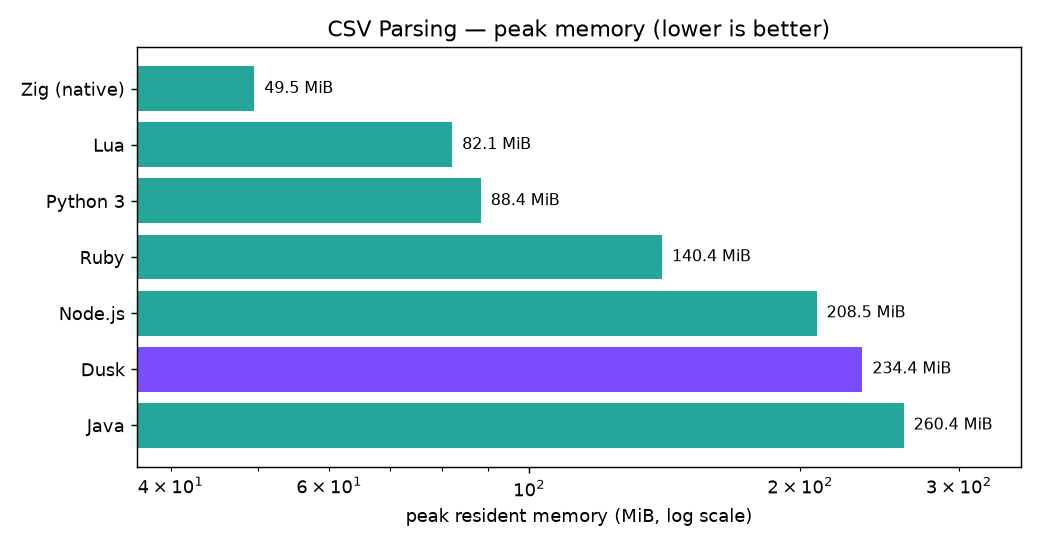 CSV Parsing — peak memory (lower is better)
Zig (native)
49.5 MiB
Lua
82.1 MiB
Python 3
88.4 MiB
Ruby
140.4 MiB
Node.js
208.5 MiB
Dusk
234.4 MiB
Java
260.4 MiB
4 × 10¹ 6 × 10¹ 10² 2 × 10² 3 × 10²
peak resident memory (MiB, log scale)